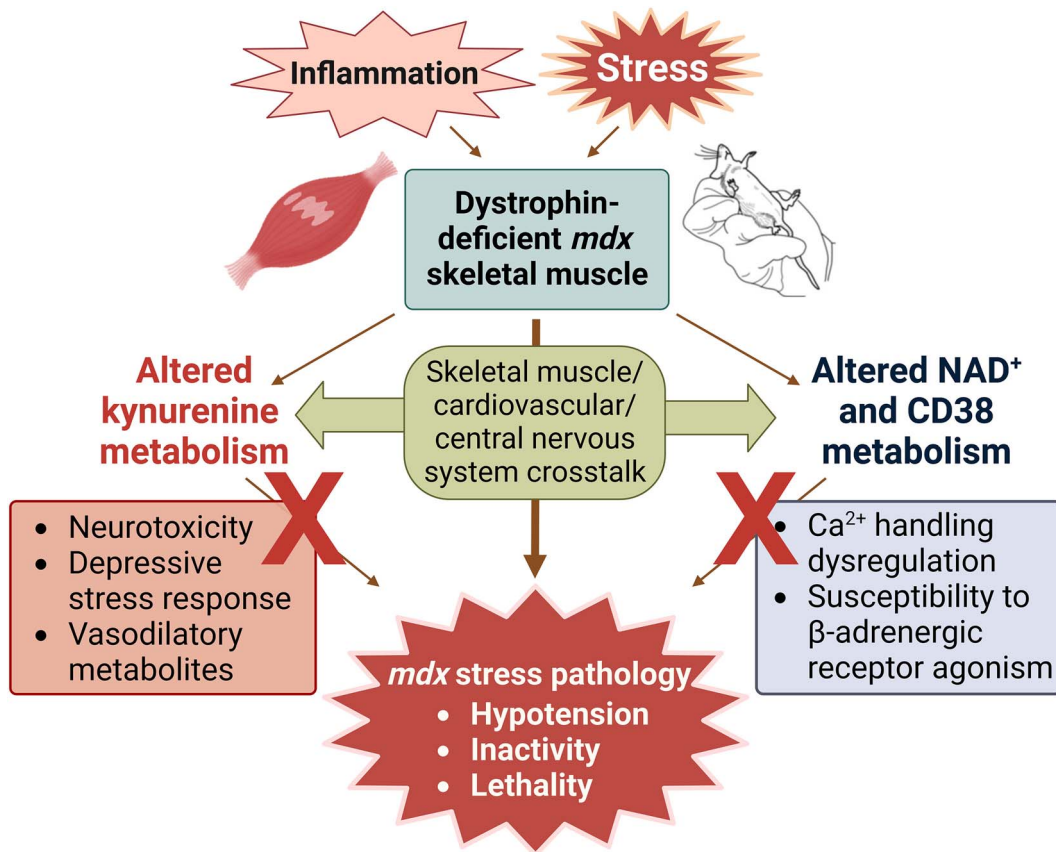 Inflammation
Stress
Dystrophin-
deficient mdx
skeletal muscle
Altered
kynurenine
metabolism
Skeletal muscle/
cardiovascular/
central nervous
system crosstalk
Altered NAD⁺
and CD38
metabolism
X
X
• Neurotoxicity
• Depressive
stress response
• Vasodilatory
metabolites
• Ca²⁺ handling
dysregulation
• Susceptibility to
β-adrenergic
receptor agonism
mdx stress pathology
• Hypotension
• Inactivity
• Lethality